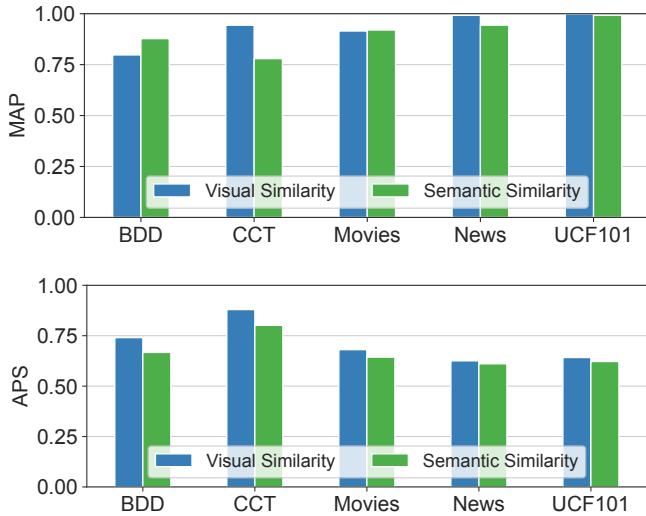 1.00
0.75
MAP
0.50
0.25
Visual Similarity Semantic Similarity
0.00
BDD CCT Movies News UCF101
1.00
0.75
APS
0.50
0.25
Visual Similarity Semantic Similarity
0.00
BDD CCT Movies News UCF101